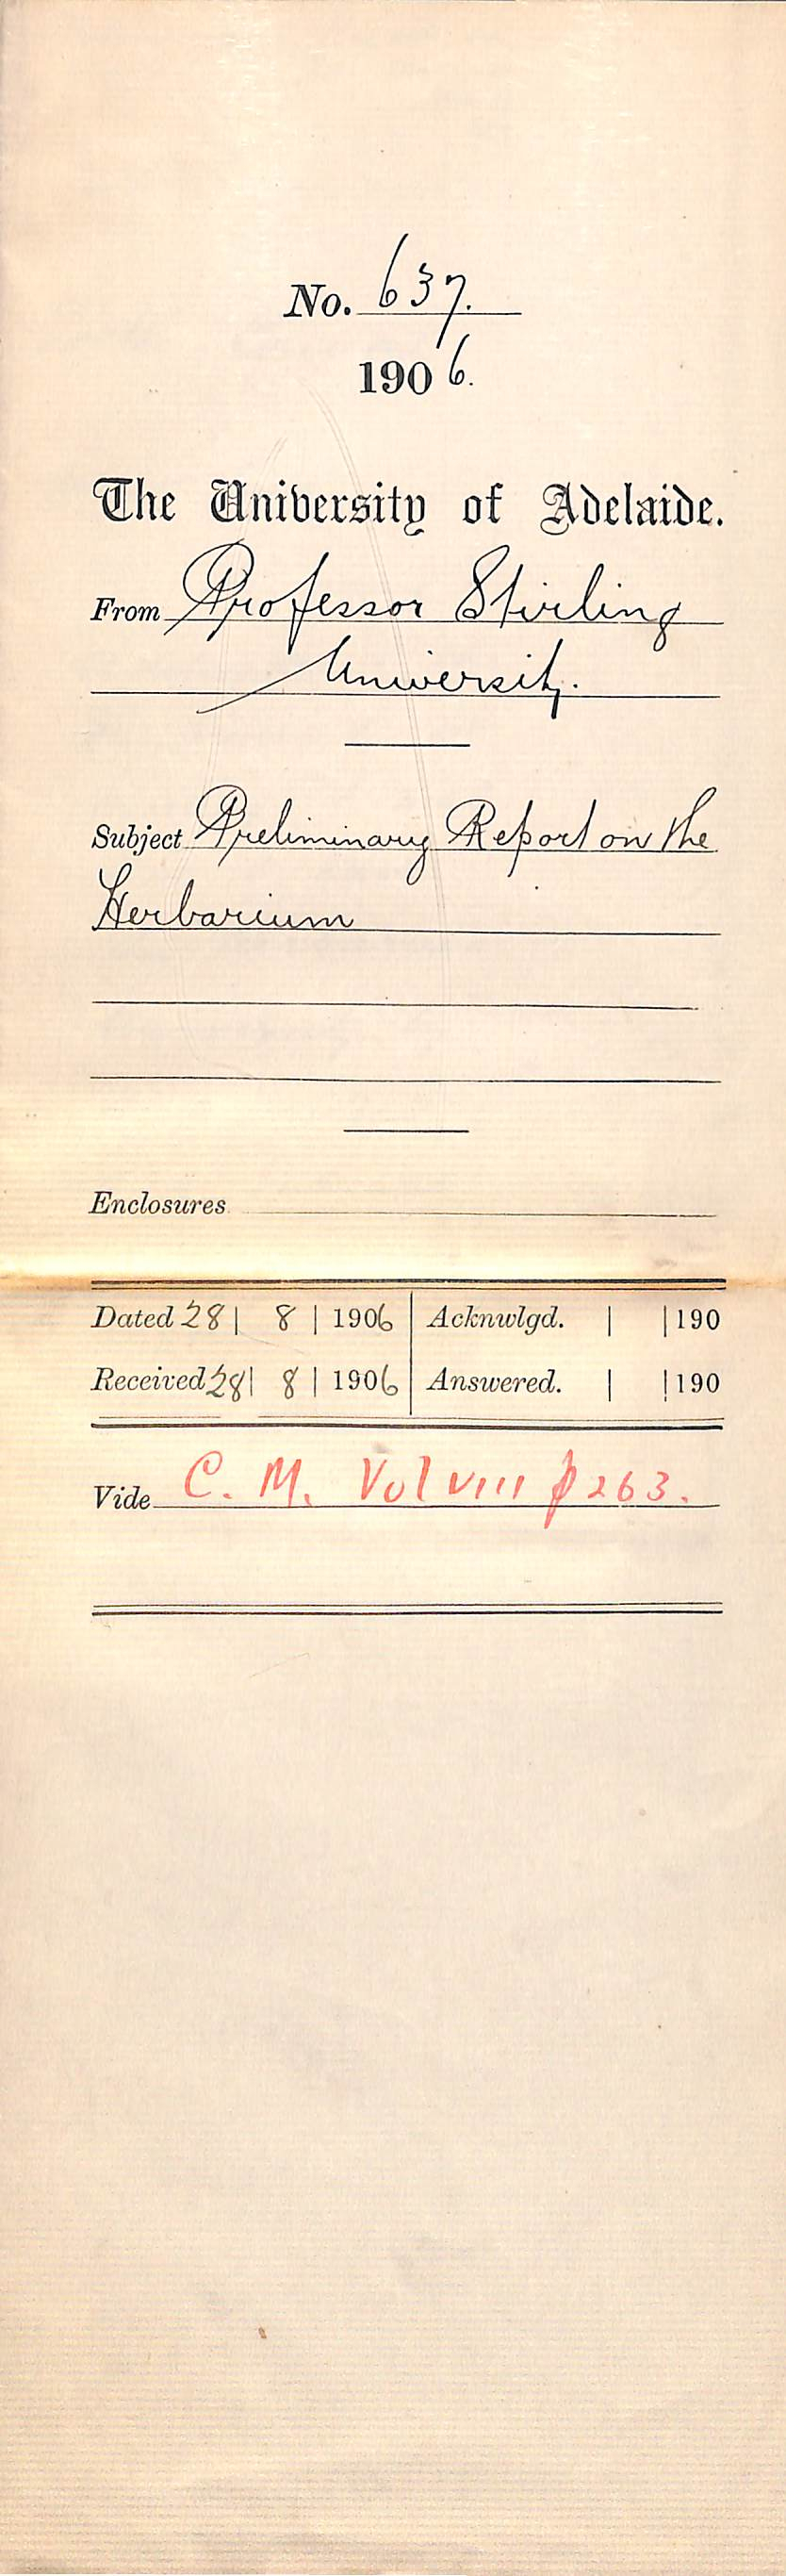 No. 637.
1906.
The University of Adelaide.
From Professor Stirling
University.
Subject Preliminary Report on the
Herbarium
Enclosures
Dated 28 | 8 | 1906 Acknwlgd. | | 190
Received 28 | 8 | 1906 Answered. | | 190
Vide C. M. Vol VIII p 263.